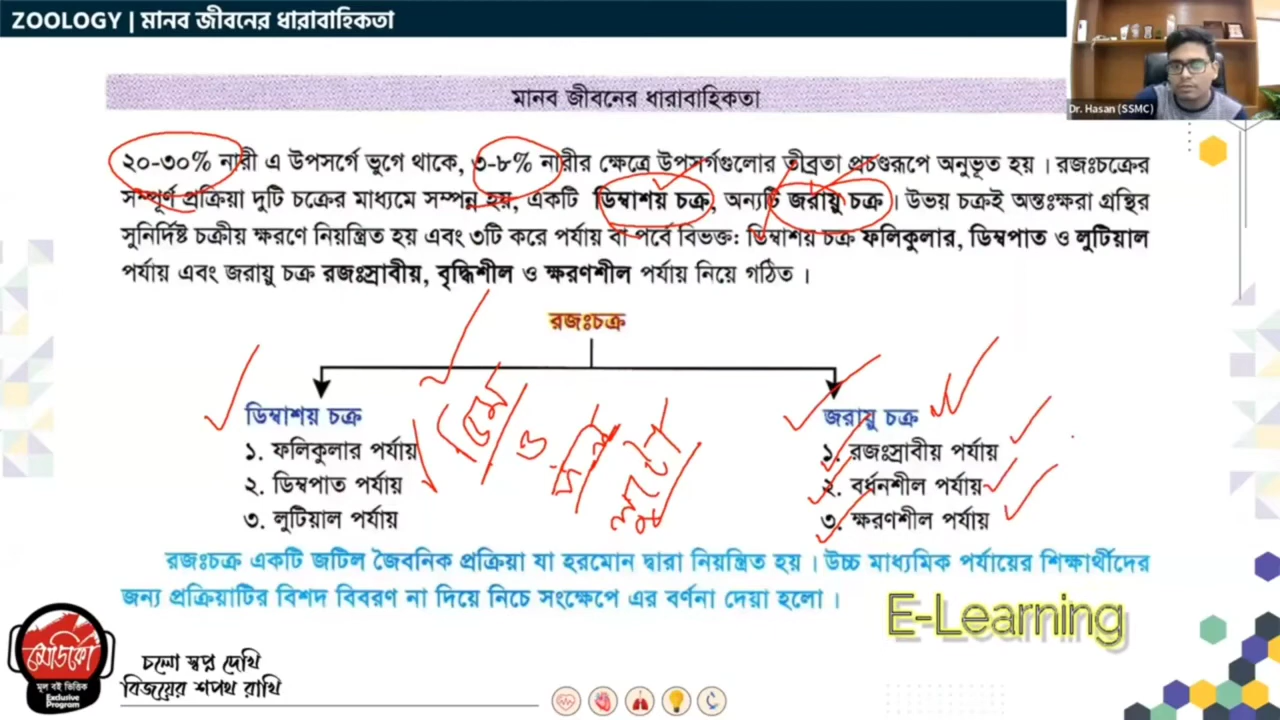 ZOOLOGY | মানব জীবনের ধারাবাহিকতা
Dr. Hasan (SSMC)
মানব জীবনের ধারাবাহিকতা
২০-৩০% নারী এ উপসর্গে ভুগে থাকে, ৩-৮% নারীর ক্ষেত্রে উপসর্গগুলোর তীব্রতা প্রচণ্ডরূপে অনুভূত হয় । রজঃচক্রের
সম্পূর্ণ প্রক্রিয়া দুটি চক্রের মাধ্যমে সম্পন্ন হয়, একটি ডিম্বাশয় চক্র, অন্যটি জরায়ু চক্র । উভয় চক্রই অন্তঃক্ষরা গ্রন্থির
সুনির্দিষ্ট চক্রীয় ক্ষরণে নিয়ন্ত্রিত হয় এবং ৩টি করে পর্যায় বা পর্বে বিভক্ত: ডিম্বাশয় চক্র ফলিকুলার, ডিম্বপাত ও লুটিয়াল
পর্যায় এবং জরায়ু চক্র রজঃস্রাবীয়, বৃদ্ধিশীল ও ক্ষরণশীল পর্যায় নিয়ে গঠিত ।
রজঃচক্র
ডিম্বাশয় চক্র
১. ফলিকুলার পর্যায়
২. ডিম্বপাত পর্যায়
৩. লুটিয়াল পর্যায়
জরায়ু চক্র
১. রজঃস্রাবীয় পর্যায়
২. বর্ধনশীল পর্যায়
৩. ক্ষরণশীল পর্যায়
রজঃচক্র একটি জটিল জৈবনিক প্রক্রিয়া যা হরমোন দ্বারা নিয়ন্ত্রিত হয় । উচ্চ মাধ্যমিক পর্যায়ের শিক্ষার্থীদের
জন্য প্রক্রিয়াটির বিশদ বিবরণ না দিয়ে নিচে সংক্ষেপে এর বর্ণনা দেয়া হলো ।
E-Learning
মেডিকো
মূল বই ভিত্তিক
Exclusive
Program
চলো স্বপ্ন দেখি
বিজয়ের শপথ রাখি